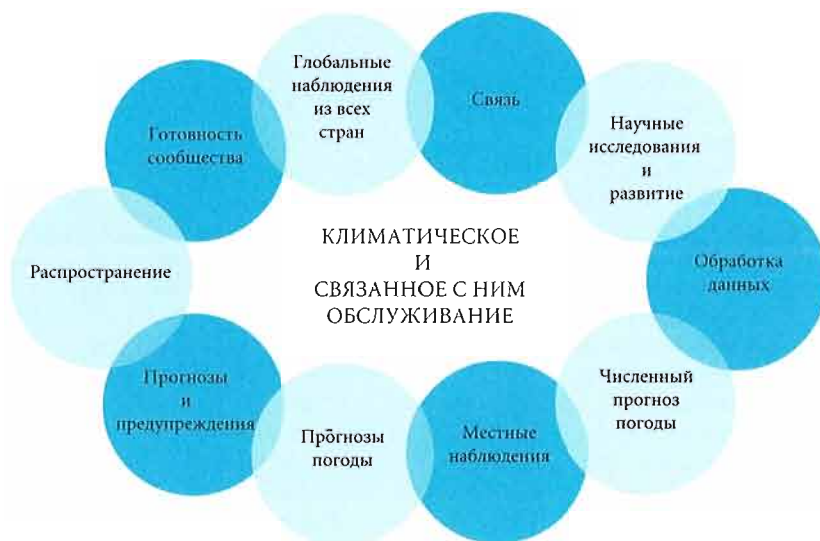 Глобальные
наблюдения
из всех
стран
Связь
Научные
исследования
и
развитие
Обработка
данных
Численный
прогноз
погоды
Местные
наблюдения
Прогнозы
погоды
Прогнозы
и
предупреждения
Распространение
Готовность
сообщества
КЛИМАТИЧЕСКОЕ
И
СВЯЗАННОЕ С НИМ
ОБСЛУЖИВАНИЕ